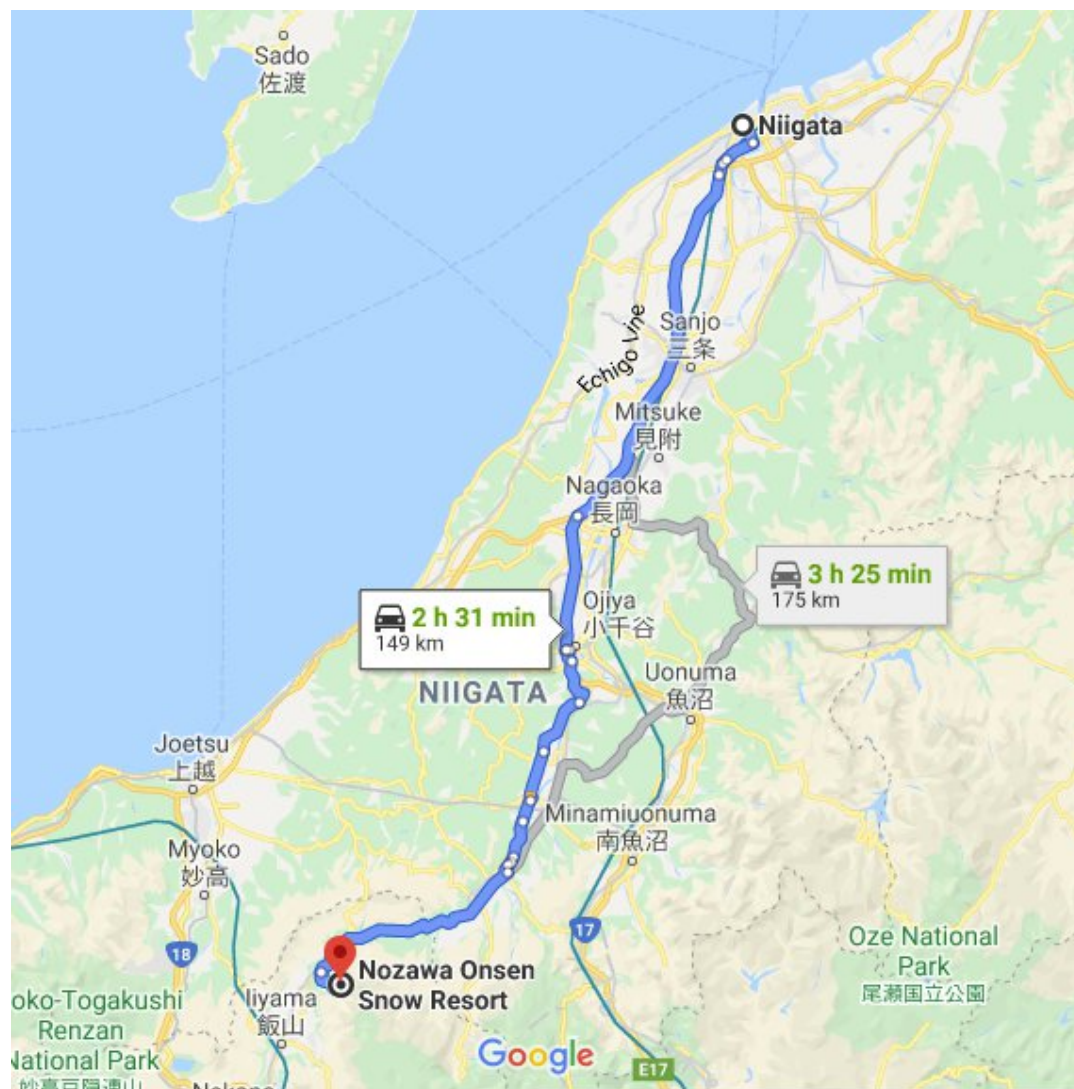 Sado
佐渡
Niigata
Sanjo
三条
Echigo Line
Mitsuke
見附
Nagaoka
長岡
3 h 25 min
175 km
2 h 31 min
149 km
Ojiya
小千谷
Uonuma
魚沼
NIIGATA
Joetsu
上越
Minamiuonuma
南魚沼
Myoko
妙高
17
18
Oze National
Park
尾瀬国立公園
Nozawa Onsen
Snow Resort
Iiyama
飯山
oko-Togakushi
Renzan
National Park
Google
E17